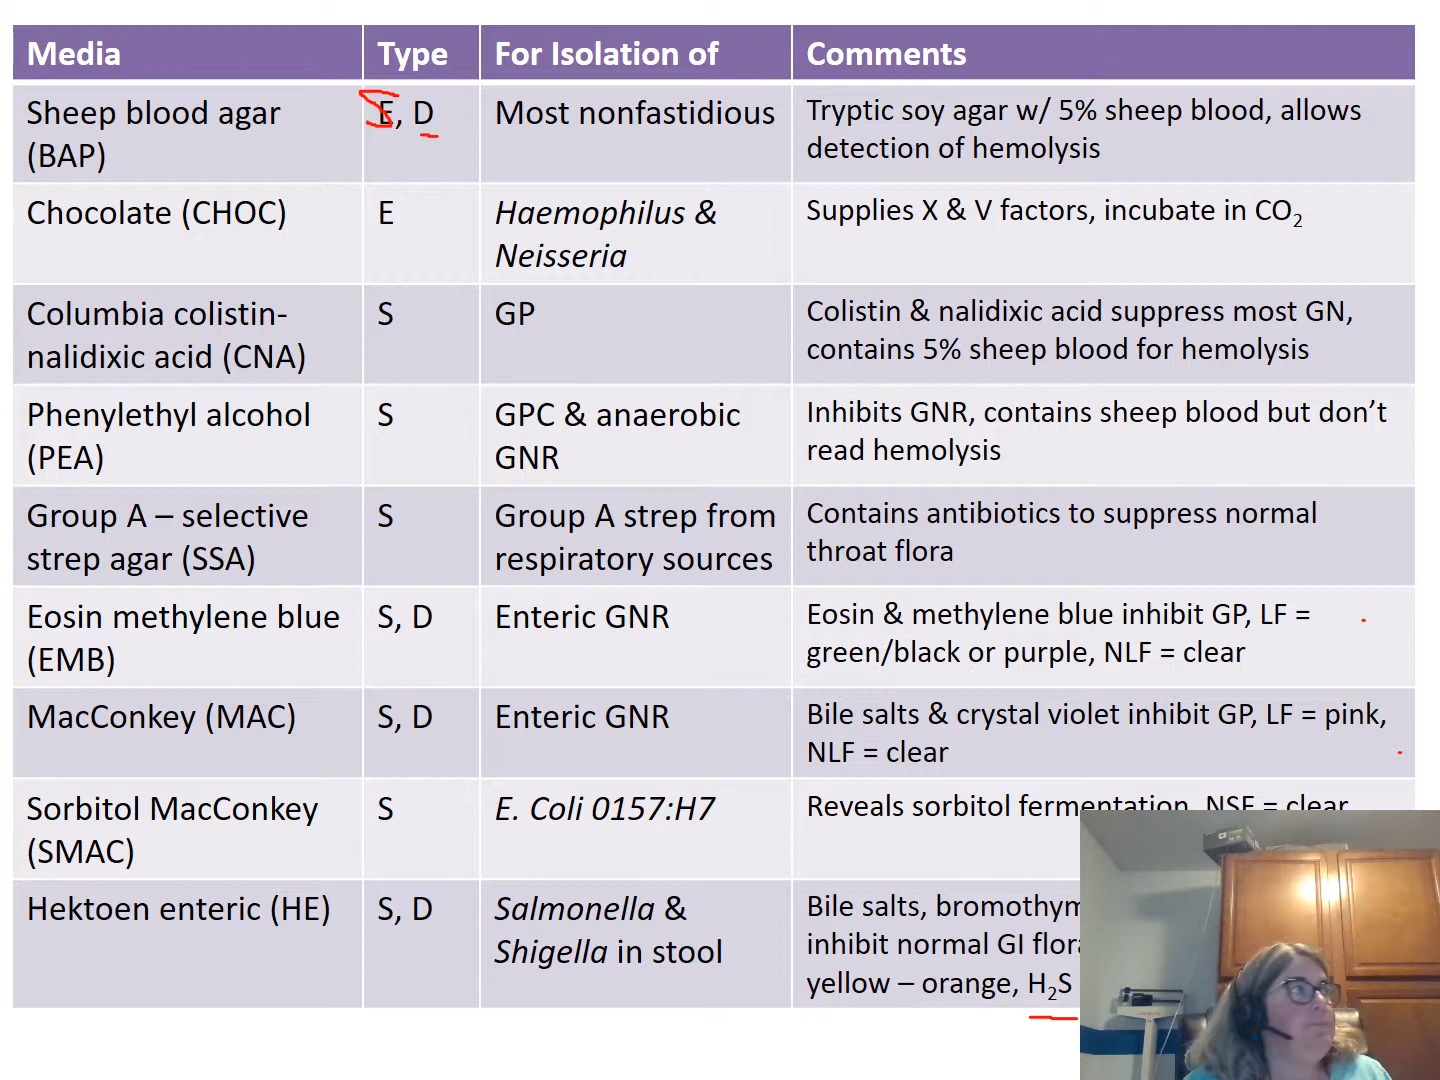 Media Type For Isolation of Comments
Sheep blood agar E, D Most nonfastidious Tryptic soy agar w/ 5% sheep blood, allows
(BAP) detection of hemolysis
Chocolate (CHOC) E Haemophilus & Supplies X & V factors, incubate in CO2
Neisseria
Columbia colistin- S GP Colistin & nalidixic acid suppress most GN,
nalidixic acid (CNA) contains 5% sheep blood for hemolysis
Phenylethyl alcohol S GPC & anaerobic Inhibits GNR, contains sheep blood but don’t
(PEA) GNR read hemolysis
Group A – selective S Group A strep from Contains antibiotics to suppress normal
strep agar (SSA) respiratory sources throat flora
Eosin methylene blue S, D Enteric GNR Eosin & methylene blue inhibit GP, LF =
(EMB) green/black or purple, NLF = clear
MacConkey (MAC) S, D Enteric GNR Bile salts & crystal violet inhibit GP, LF = pink,
NLF = clear
Sorbitol MacConkey S E. Coli 0157:H7 Reveals sorbitol fermentation, NSF = clear
(SMAC)
Hektoen enteric (HE) S, D Salmonella & Bile salts,
Shigella in stool inhibit normal GI
yellow – orange, H2S